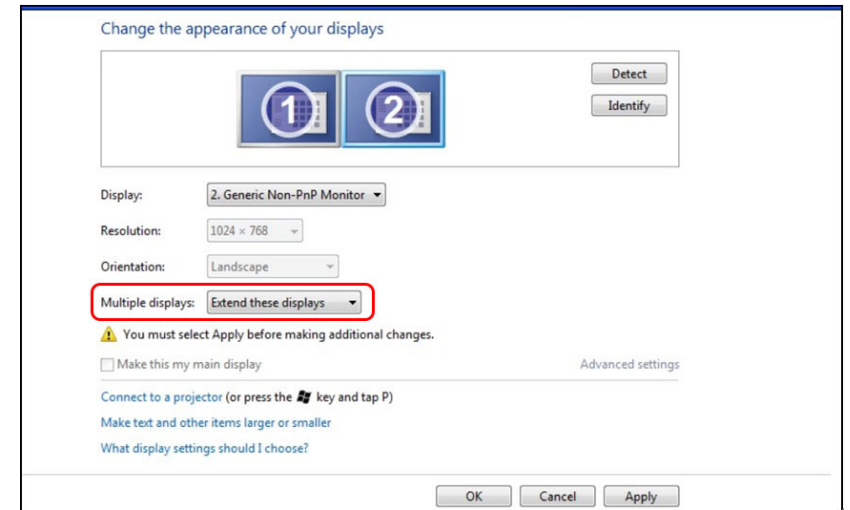 Change the appearance of your displays
1 2
Detect
Identify
Display: 2. Generic Non-PnP Monitor
Resolution: 1024 × 768
Orientation: Landscape
Multiple displays: Extend these displays
You must select Apply before making additional changes.
Make this my main display Advanced settings
Connect to a projector (or press the key and tap P)
Make text and other items larger or smaller
What display settings should I choose?
OK Cancel Apply